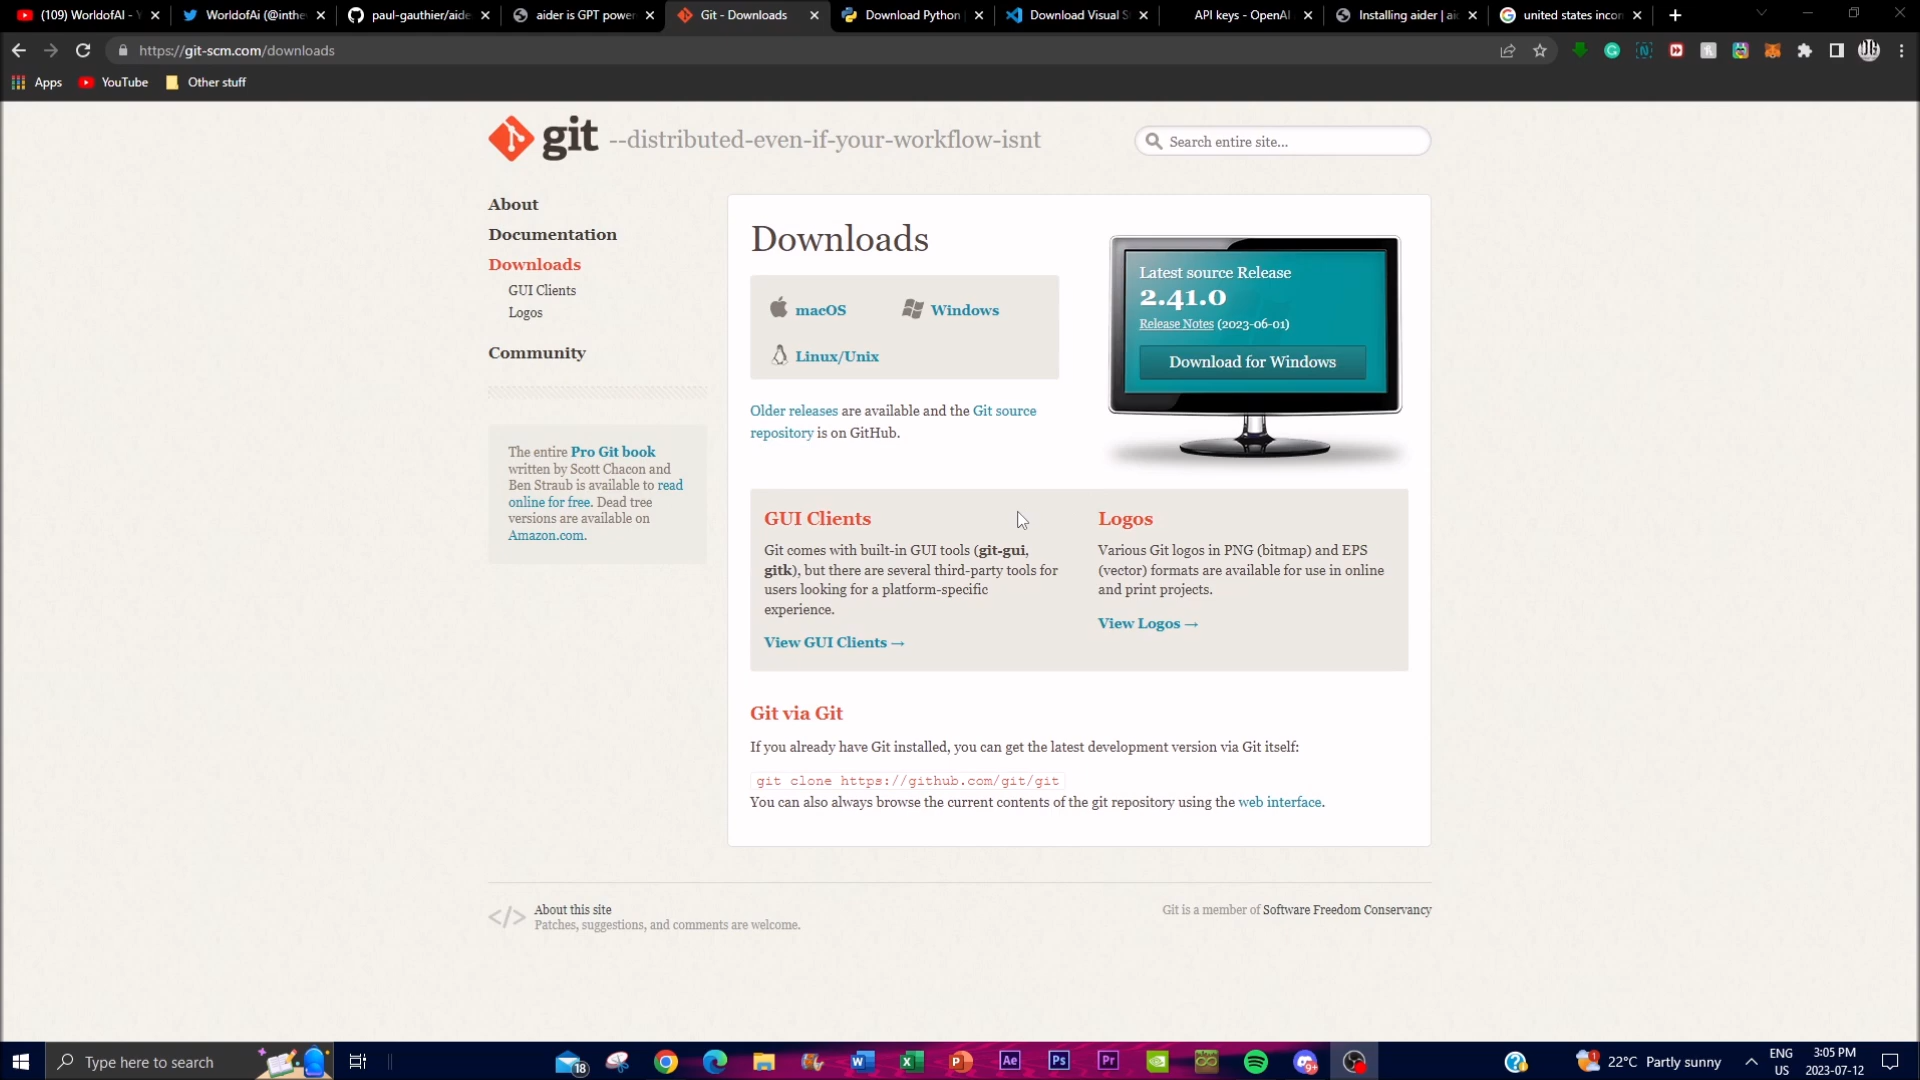 (109) WorldofAI - Y
WorldofAi (@inthe
paul-gauthier/aide
aider is GPT power
Git - Downloads
Download Python
Download Visual S
API keys - OpenAI
Installing aider | ai
united states incon
https://git-scm.com/downloads
Apps
YouTube
Other stuff
git --distributed-even-if-your-workflow-isnt
Search entire site...
About
Documentation
Downloads
GUI Clients
Logos
Community
The entire Pro Git book
written by Scott Chacon and
Ben Straub is available to read
online for free. Dead tree
versions are available on
Amazon.com.
Downloads
macOS
Windows
Linux/Unix
Older releases are available and the Git source
repository is on GitHub.
Latest source Release
2.41.0
Release Notes (2023-06-01)
Download for Windows
GUI Clients
Git comes with built-in GUI tools (git-gui,
gitk), but there are several third-party tools for
users looking for a platform-specific
experience.
View GUI Clients →
Logos
Various Git logos in PNG (bitmap) and EPS
(vector) formats are available for use in online
and print projects.
View Logos →
Git via Git
If you already have Git installed, you can get the latest development version via Git itself:
git clone https://github.com/git/git
You can also always browse the current contents of the git repository using the web interface.
</> About this site
Patches, suggestions, and comments are welcome.
Git is a member of Software Freedom Conservancy
Type here to search
18
Ae
Ps
Pr
9+
22°C Partly sunny
ENG
US
3:05 PM
2023-07-12